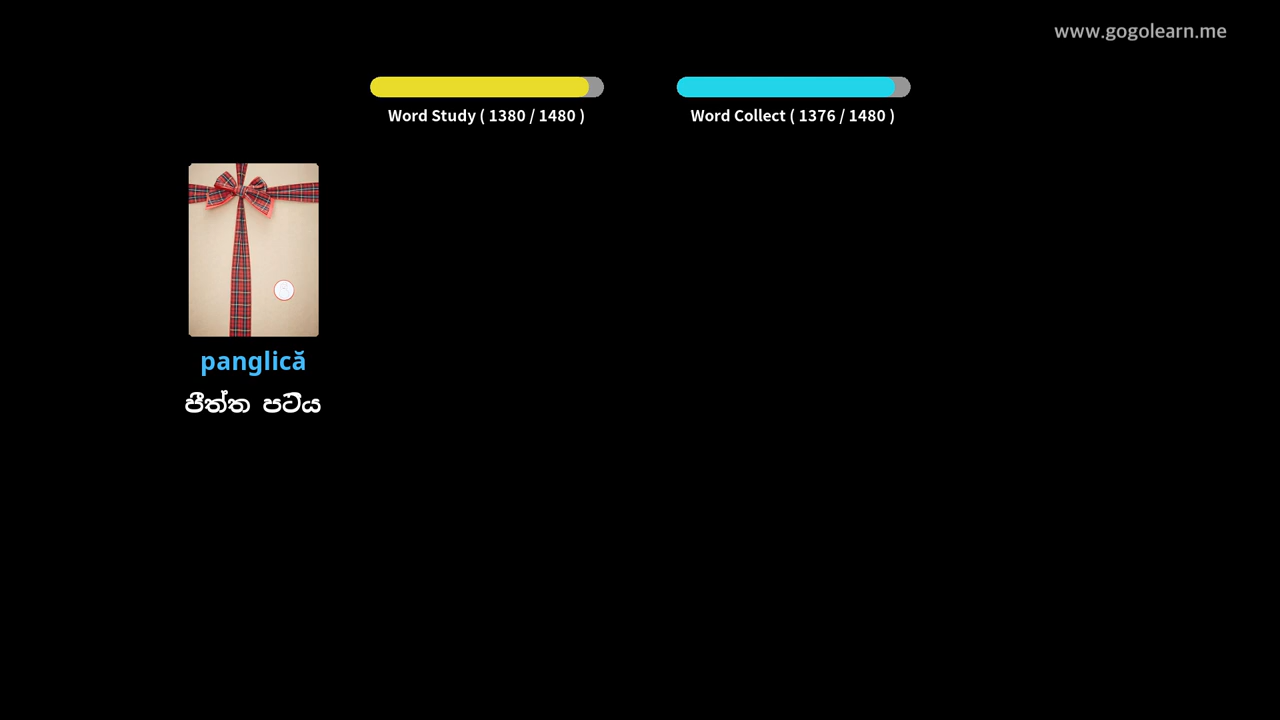 www.gogolearn.me
Word Study ( 1380 / 1480 )
Word Collect ( 1376 / 1480 )
panglică
පීත්ත පටිය